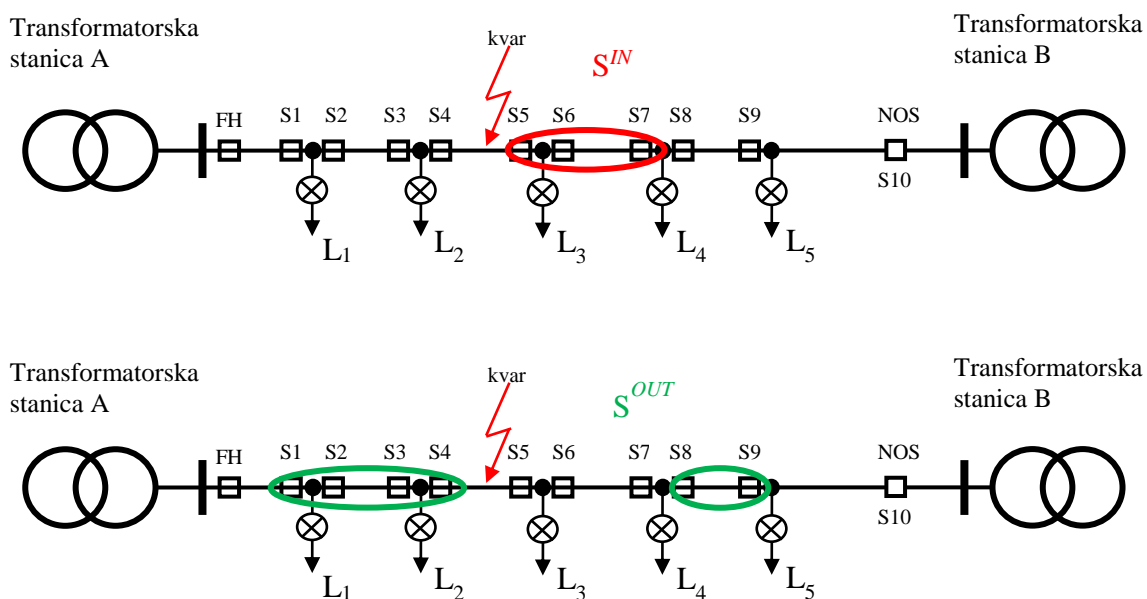 Transformatorska
stanica A
kvar
S^IN
Transformatorska
stanica B
FH S1 S2 S3 S4 S5 S6 S7 S8 S9 NOS
S10
L1 L2 L3 L4 L5
Transformatorska
stanica A
kvar
S^OUT
Transformatorska
stanica B
FH S1 S2 S3 S4 S5 S6 S7 S8 S9 NOS
S10
L1 L2 L3 L4 L5